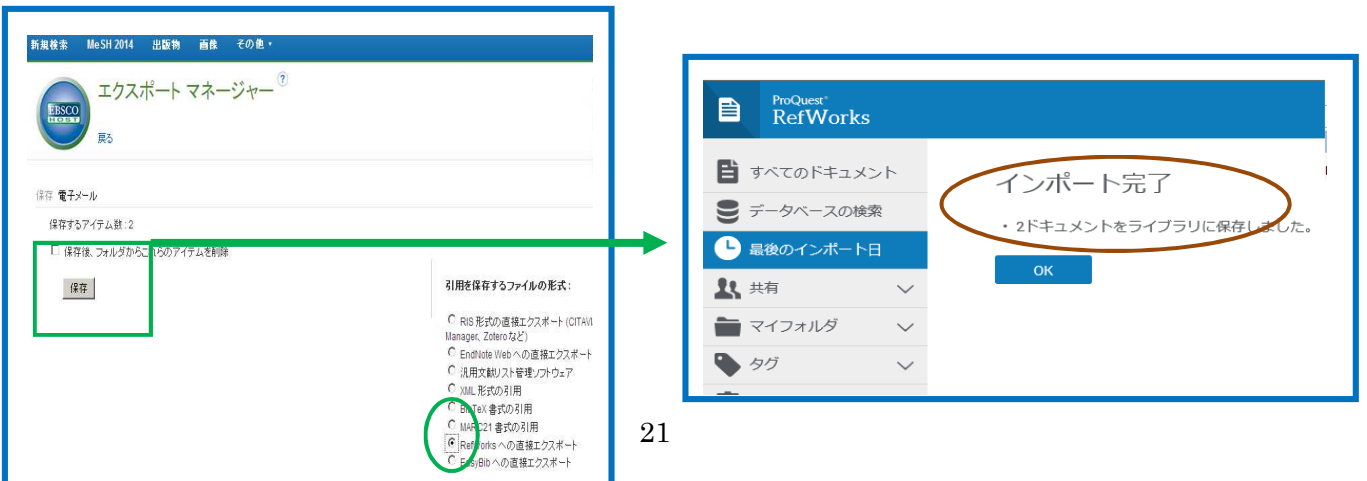 新規検索 MeSH 2014 出版物 画像 その他
エクスポート マネージャー ?
EBSCO
HOST
戻る
保存 電子メール
保存するアイテム数:2
保存後、フォルダからこれらのアイテムを削除
保存
引用を保存するファイルの形式:
RIS 形式の直接エクスポート (CITAVI
Manager, Zotero など)
EndNote Web への直接エクスポート
汎用文献リスト管理ソフトウェア
XML 形式の引用
BibTeX 書式の引用
MARC21 書式の引用
RefWorks への直接エクスポート
EasyBib への直接エクスポート
ProQuest
RefWorks
すべてのドキュメント
データベースの検索
最後のインポート日
共有
マイフォルダ
タグ
インポート完了
・2ドキュメントをライブラリに保存しました。
OK
21